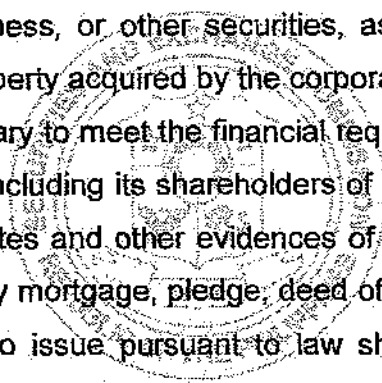 ness, or other securities, as
perty acquired by the corpora
ary to meet the financial req
ncluding its shareholders of
tes and other evidences of
y mortgage, pledge, deed of
o issue pursuant to law sh